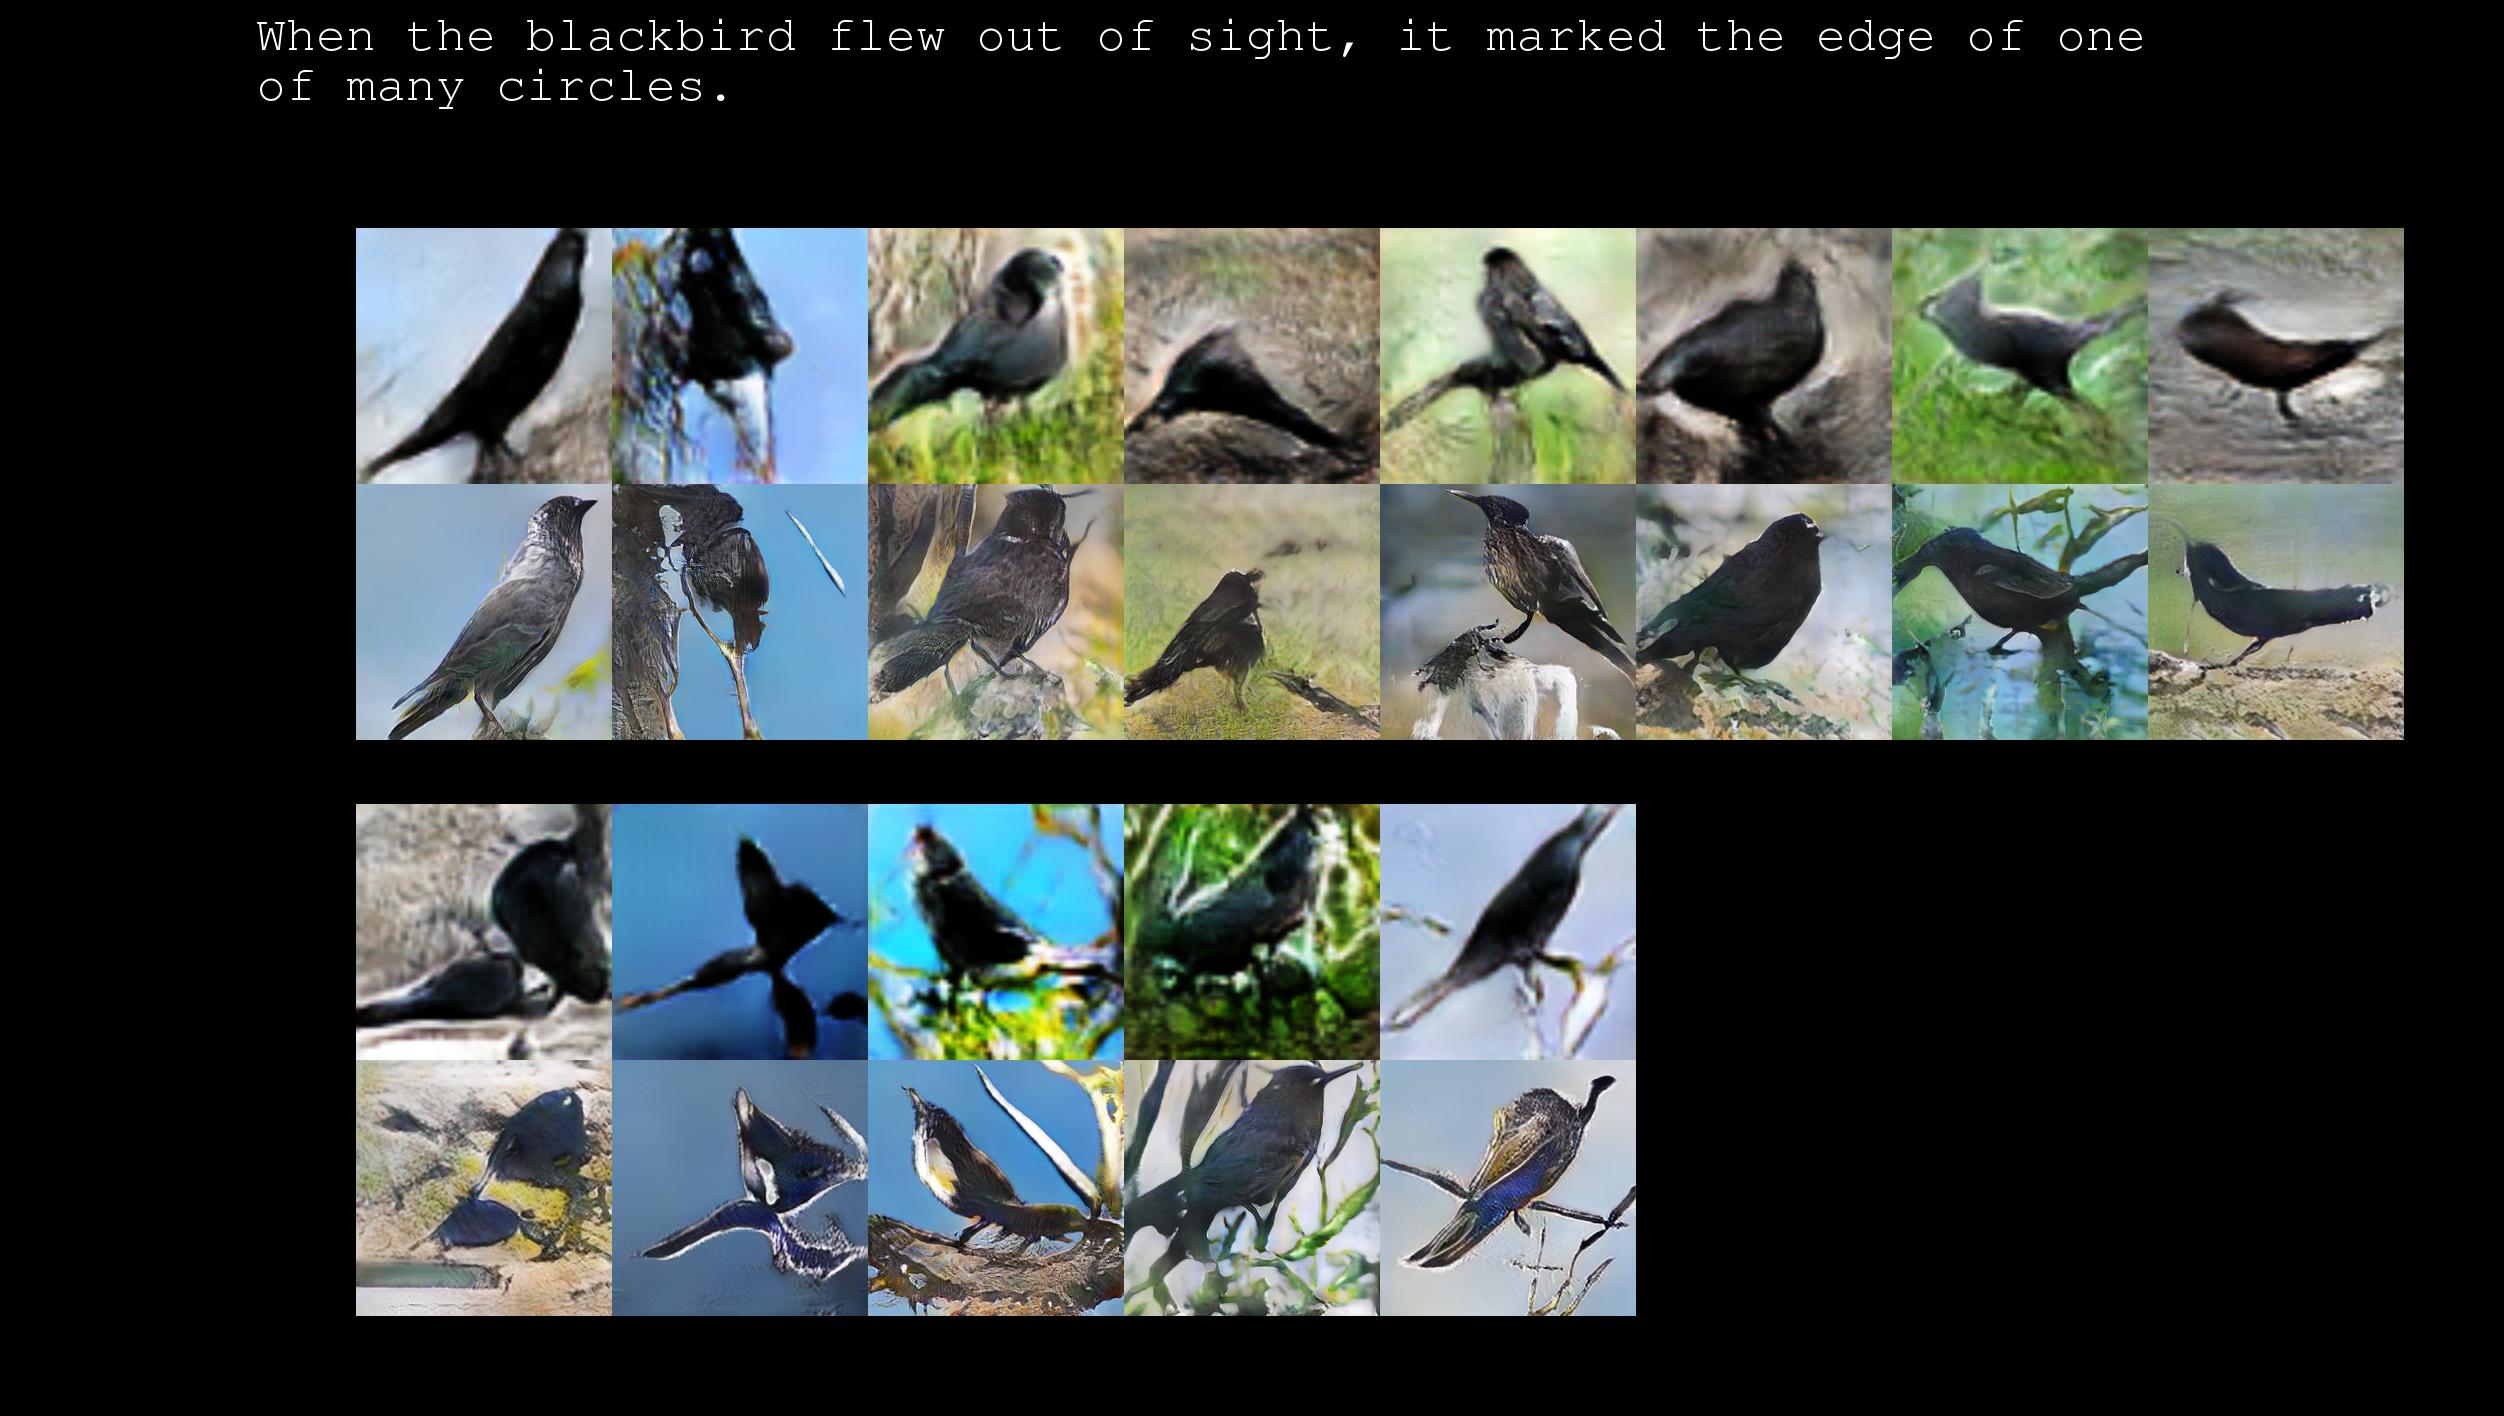 When the blackbird flew out of sight, it marked the edge of one
of many circles.